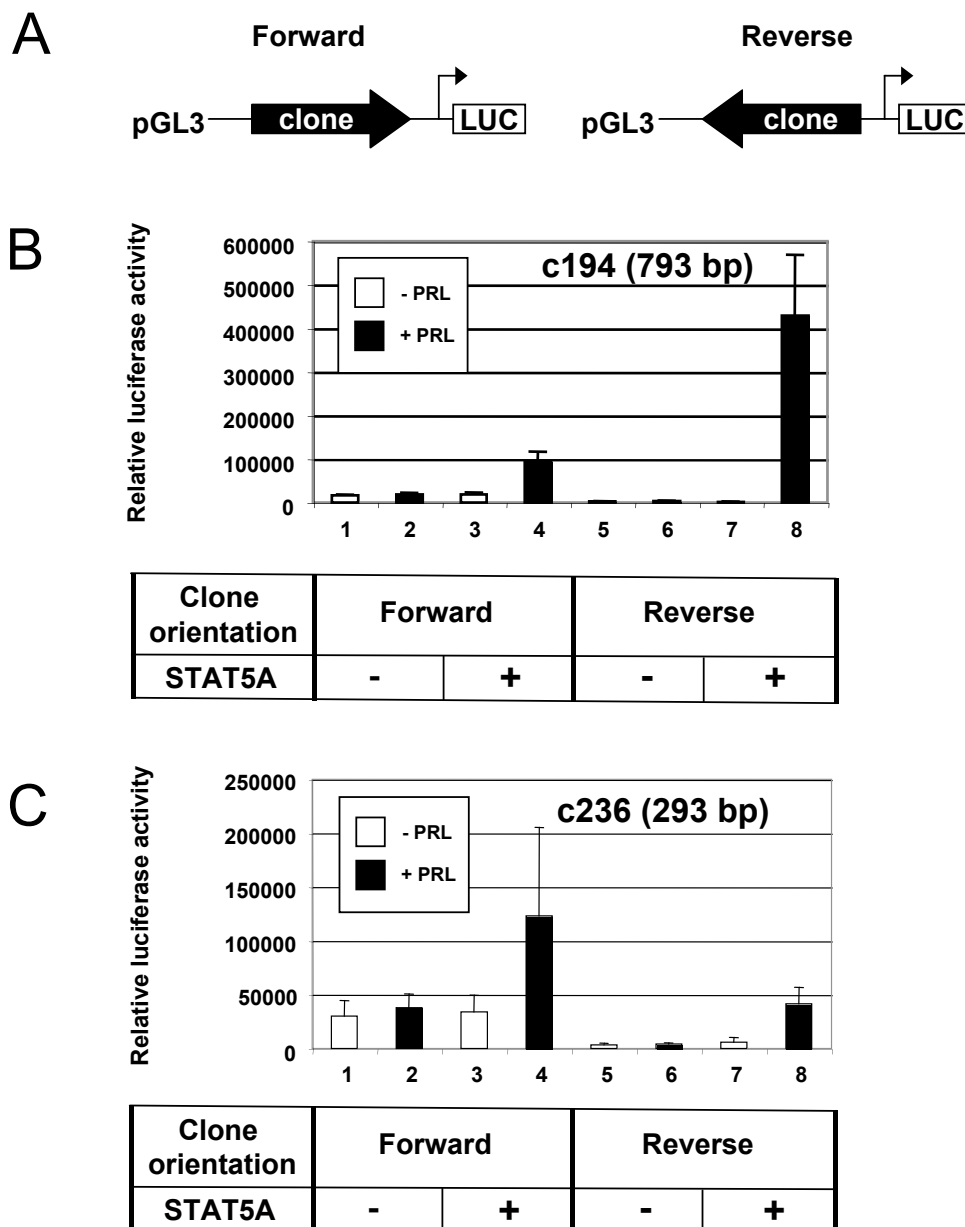 A
Forward
Reverse
pGL3 clone LUC
pGL3 clone LUC
B
Relative luciferase activity
600000
500000
400000
300000
200000
100000
0
c194 (793 bp)
- PRL
+ PRL
1 2 3 4 5 6 7 8
Clone orientation
Forward
Reverse
STAT5A - + - +
C
Relative luciferase activity
250000
200000
150000
100000
50000
0
c236 (293 bp)
- PRL
+ PRL
1 2 3 4 5 6 7 8
Clone orientation
Forward
Reverse
STAT5A - + - +